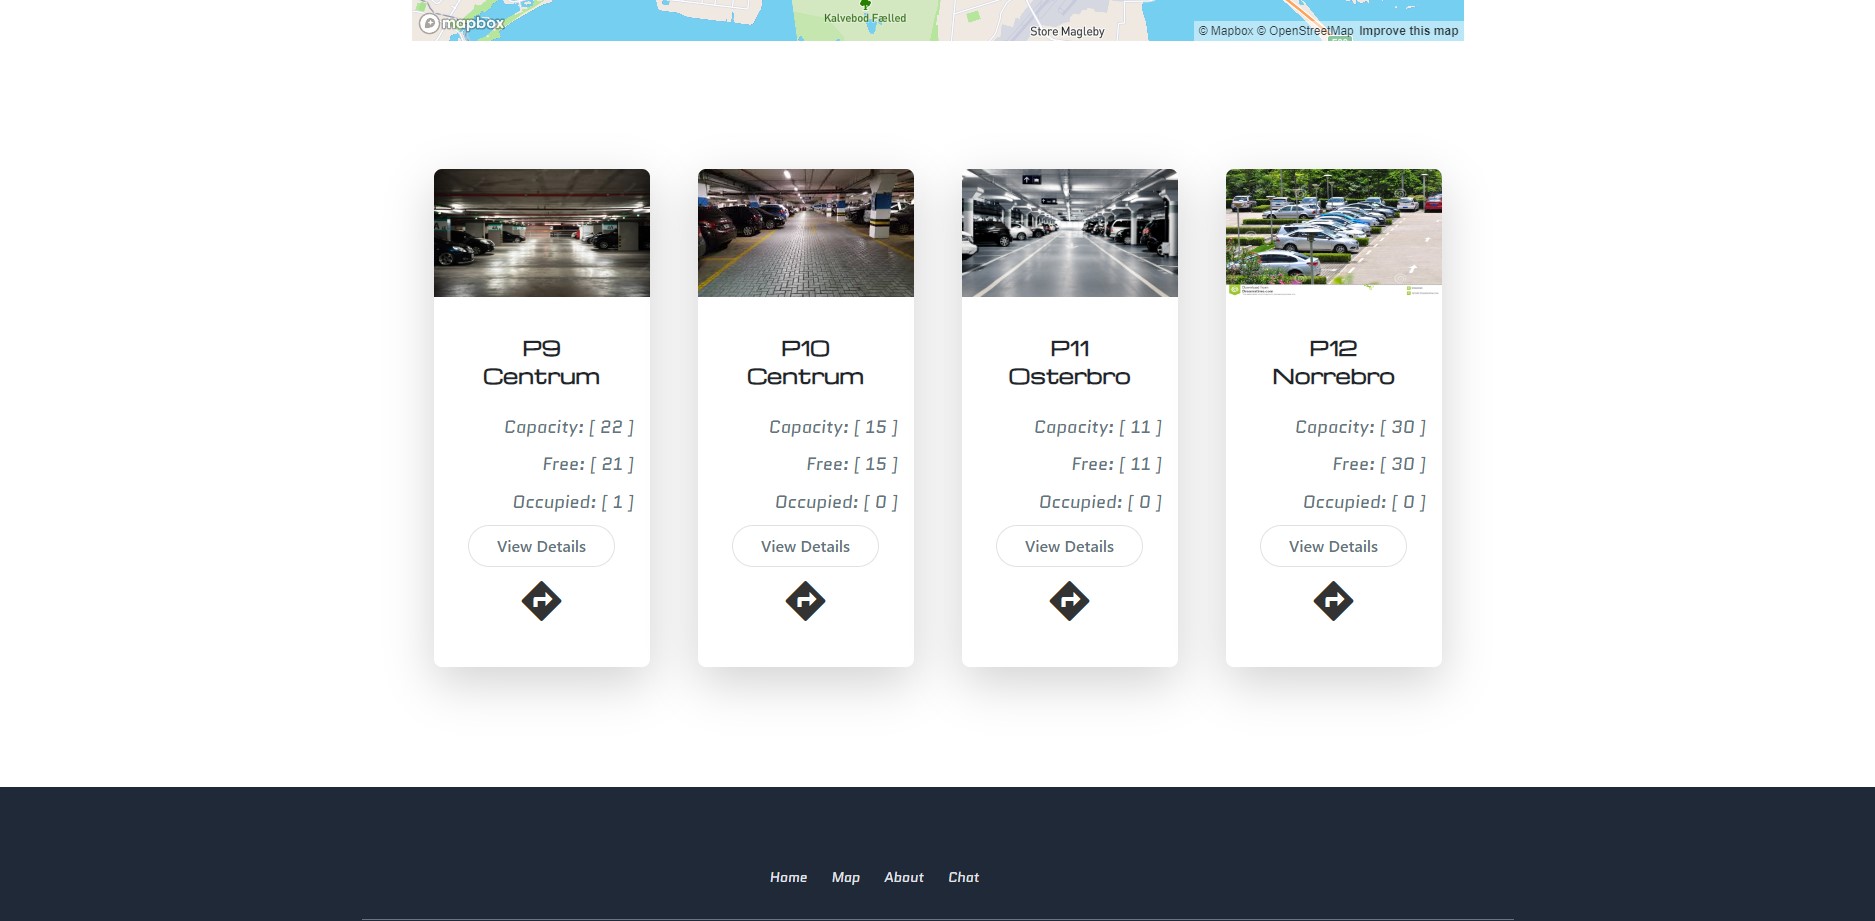 Kalvebod Fælled
mapbox
Store Magleby
© Mapbox © OpenStreetMap Improve this map
P9
Centrum
Capacity: [ 22 ]
Free: [ 21 ]
Occupied: [ 1 ]
View Details
P10
Centrum
Capacity: [ 15 ]
Free: [ 15 ]
Occupied: [ 0 ]
View Details
P11
Osterbro
Capacity: [ 11 ]
Free: [ 11 ]
Occupied: [ 0 ]
View Details
P12
Norrebro
Capacity: [ 30 ]
Free: [ 30 ]
Occupied: [ 0 ]
View Details
Home Map About Chat